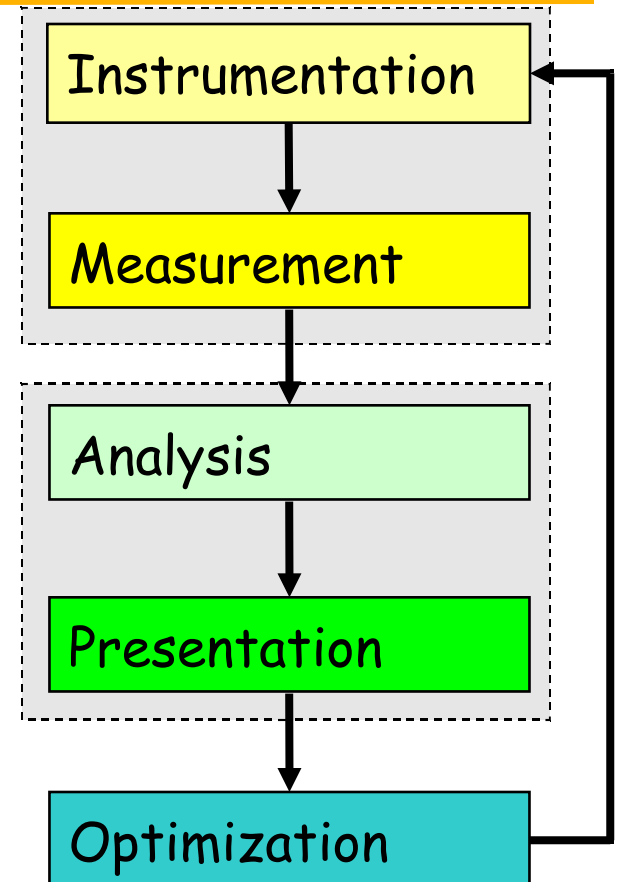 Instrumentation
Measurement
Analysis
Presentation
Optimization